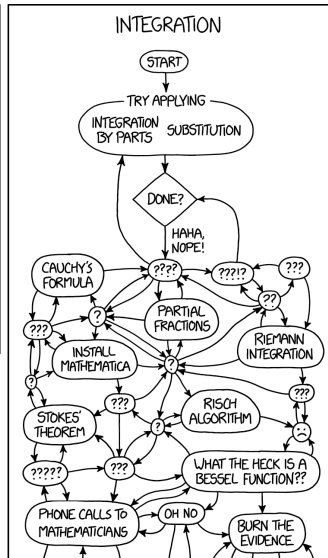 INTEGRATION
START
TRY APPLYING
INTEGRATION
BY PARTS
SUBSTITUTION
DONE?
HAHA,
NOPE!
CAUCHY'S
FORMULA
????
???!?
???
??
?
PARTIAL
FRACTIONS
???
RIEMANN
INTEGRATION
INSTALL
MATHEMATICA
?
?
???
???
RISCH
ALGORITHM
STOKES'
THEOREM
?
?????
???
WHAT THE HECK IS A
BESSEL FUNCTION??
PHONE CALLS TO
MATHEMATICIANS
OH NO
BURN THE
EVIDENCE